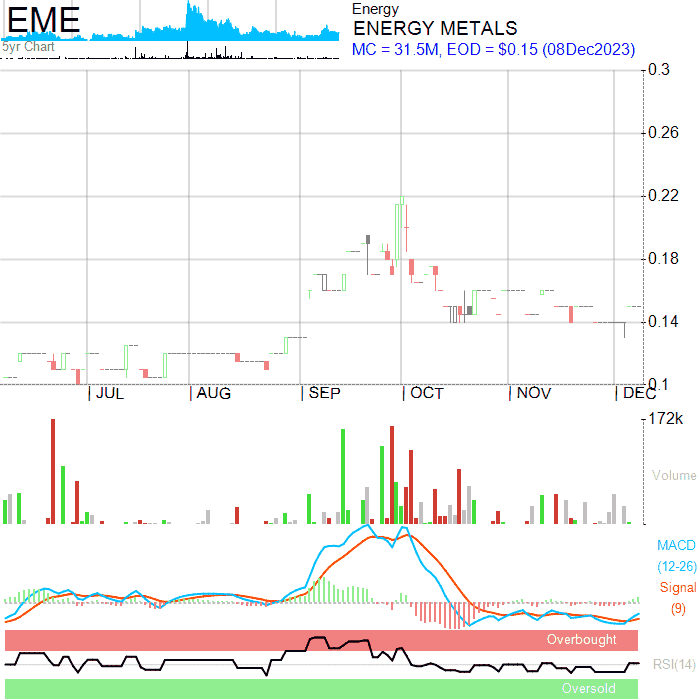 EME
5yr Chart
Energy
ENERGY METALS
MC = 31.5M, EOD = $0.15 (08Dec2023)
0.3
0.26
0.22
0.18
0.14
0.1
JUL AUG SEP OCT NOV DEC
172k
Volume
MACD
(12-26)
Signal
(9)
Overbought
RSI(14)
Oversold